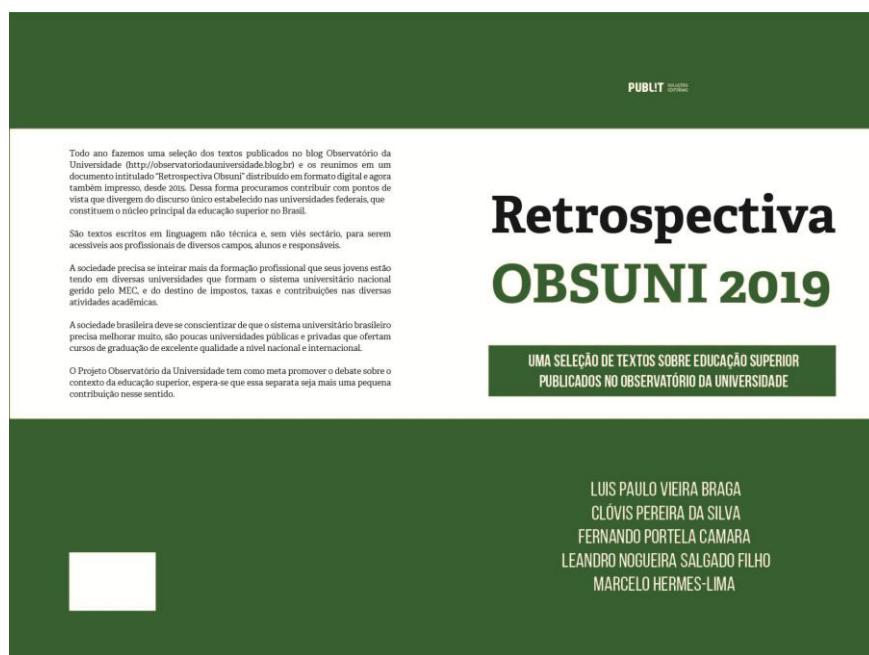 PUBL!T SOLUÇÕES
EDITORIAIS
Todo ano fazemos uma seleção dos textos publicados no blog Observatório da
Universidade (http://observatoriodauniversidade.blog.br) e os reunimos em um
documento intitulado "Retrospectiva Obsuni" distribuído em formato digital e agora
também impresso, desde 2015. Dessa forma procuramos contribuir com pontos de
vista que divergem do discurso único estabelecido nas universidades federais, que
constituem o núcleo principal da educação superior no Brasil.
São textos escritos em linguagem não técnica e, sem viés sectário, para serem
acessíveis aos profissionais de diversos campos, alunos e responsáveis.
A sociedade precisa se inteirar mais da formação profissional que seus jovens estão
tendo em diversas universidades que formam o sistema universitário nacional
gerido pelo MEC, e do destino de impostos, taxas e contribuições nas diversas
atividades acadêmicas.
A sociedade brasileira deve se conscientizar de que o sistema universitário brasileiro
precisa melhorar muito, são poucas universidades públicas e privadas que ofertam
cursos de graduação de excelente qualidade a nível nacional e internacional.
O Projeto Observatório da Universidade tem como meta promover o debate sobre o
contexto da educação superior, espera-se que essa separata seja mais uma pequena
contribuição nesse sentido.
Retrospectiva
OBSUNI 2019
UMA SELEÇÃO DE TEXTOS SOBRE EDUCAÇÃO SUPERIOR
PUBLICADOS NO OBSERVATÓRIO DA UNIVERSIDADE
LUIS PAULO VIEIRA BRAGA
CLÓVIS PEREIRA DA SILVA
FERNANDO PORTELA CAMARA
LEANDRO NOGUEIRA SALGADO FILHO
MARCELO HERMES-LIMA